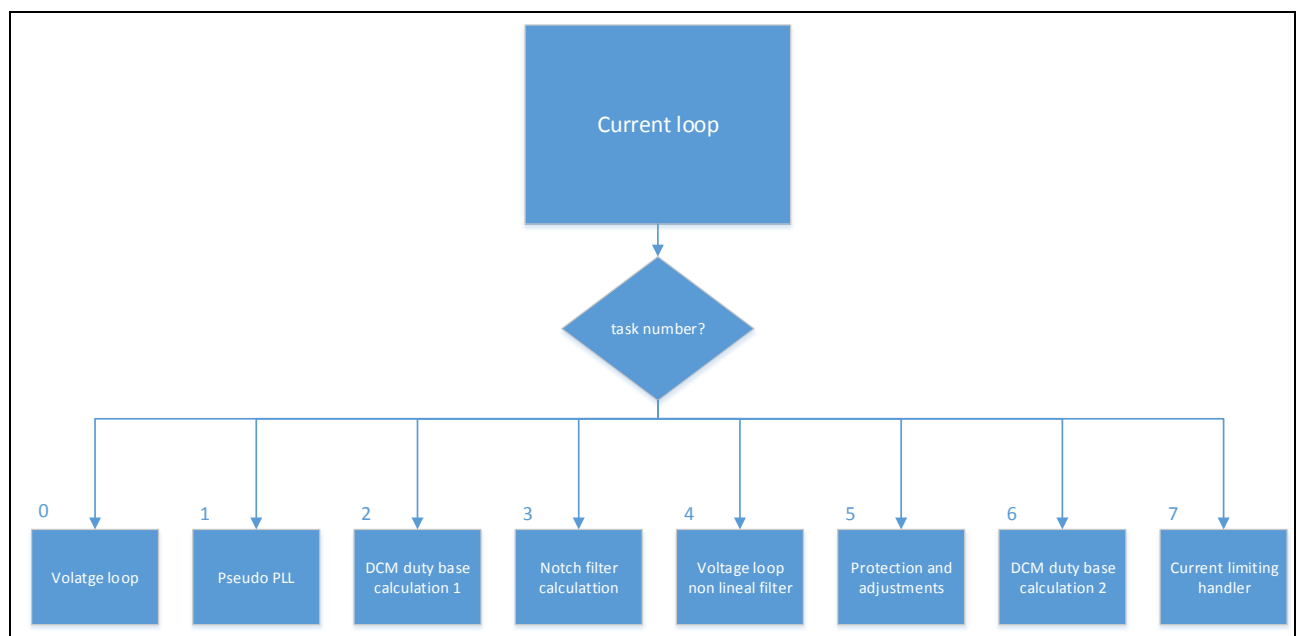 Current loop
task number?
0
1
2
3
4
5
6
7
Volatge loop
Pseudo PLL
DCM duty base
calculation 1
Notch filter
calculattion
Voltage loop
non lineal filter
Protection and
adjustments
DCM duty base
calculation 2
Current limiting
handler